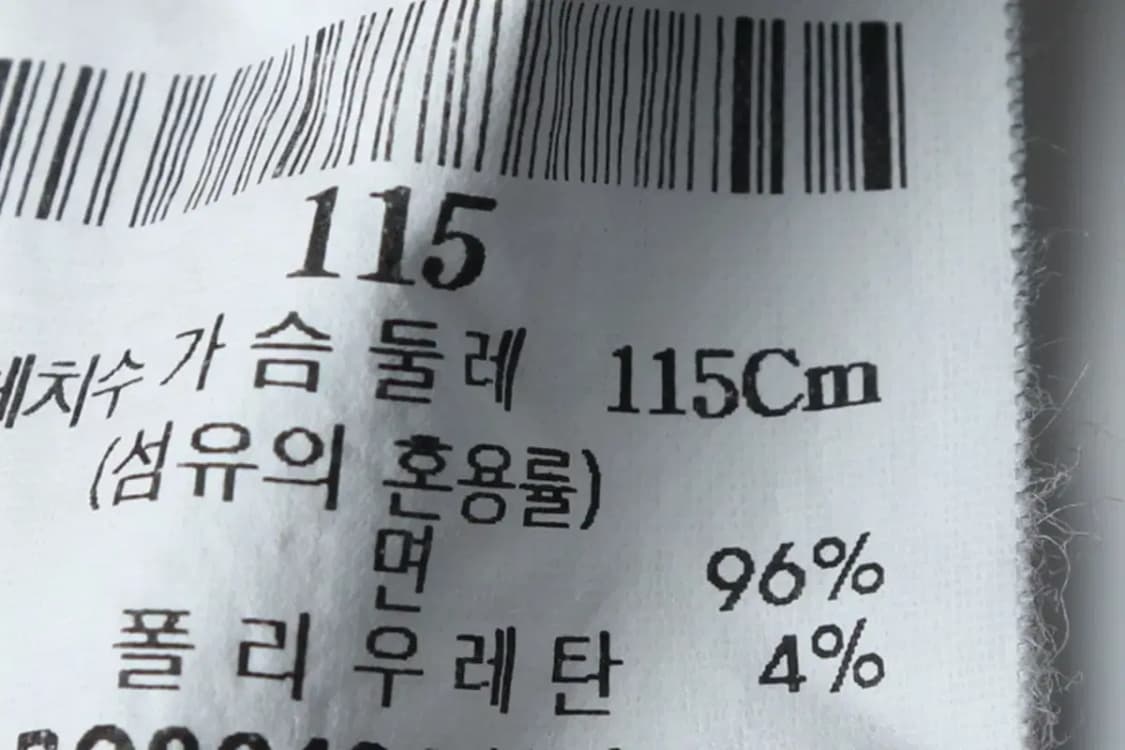 115
체치수 가슴둘레 115Cm
(섬유의 혼용률)
면 96%
폴리우레탄 4%